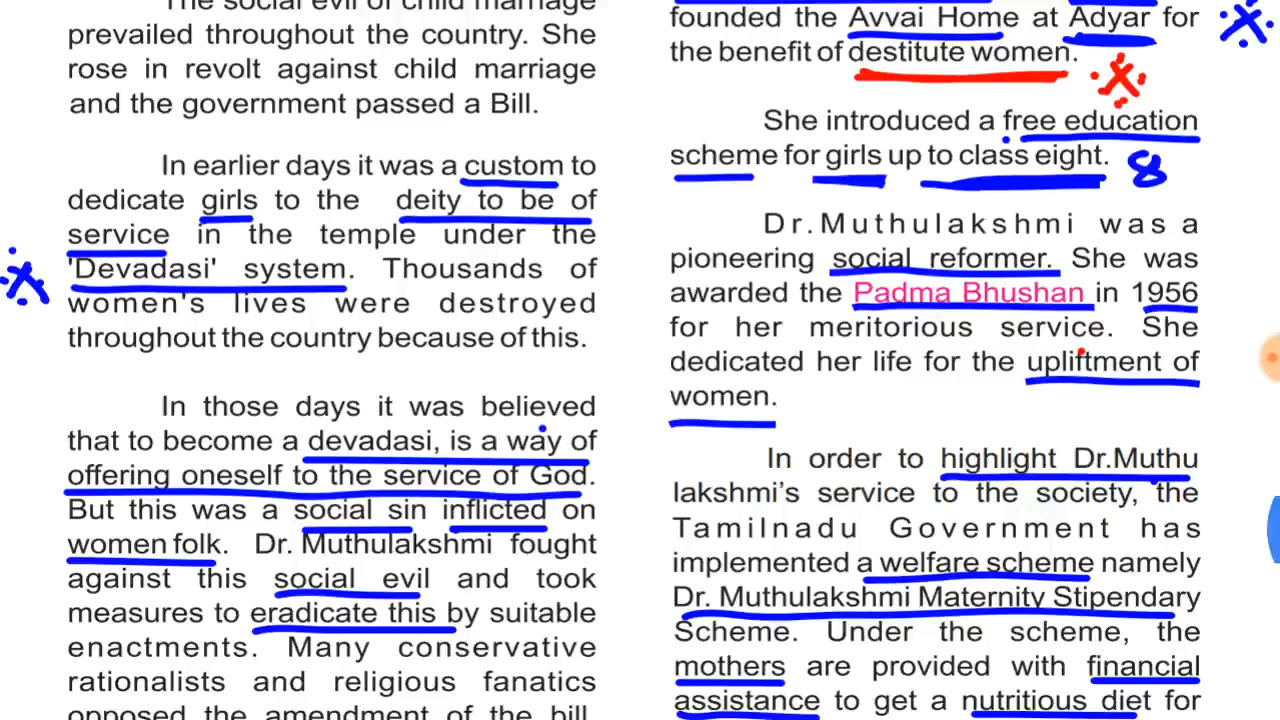 The social evil of child marriage
prevailed throughout the country. She
rose in revolt against child marriage
and the government passed a Bill.
In earlier days it was a custom to
dedicate girls to the deity to be of
service in the temple under the
'Devadasi' system. Thousands of
women's lives were destroyed
throughout the country because of this.
In those days it was believed
that to become a devadasi, is a way of
offering oneself to the service of God.
But this was a social sin inflicted on
women folk. Dr. Muthulakshmi fought
against this social evil and took
measures to eradicate this by suitable
enactments. Many conservative
rationalists and religious fanatics
opposed the amendment of the bill.
founded the Avvai Home at Adyar for
the benefit of destitute women.
She introduced a free education
scheme for girls up to class eight. 8
Dr.Muthulakshmi was a
pioneering social reformer. She was
awarded the Padma Bhushan in 1956
for her meritorious service. She
dedicated her life for the upliftment of
women.
In order to highlight Dr.Muthu
lakshmi's service to the society, the
Tamilnadu Government has
implemented a welfare scheme namely
Dr. Muthulakshmi Maternity Stipendary
Scheme. Under the scheme, the
mothers are provided with financial
assistance to get a nutritious diet for